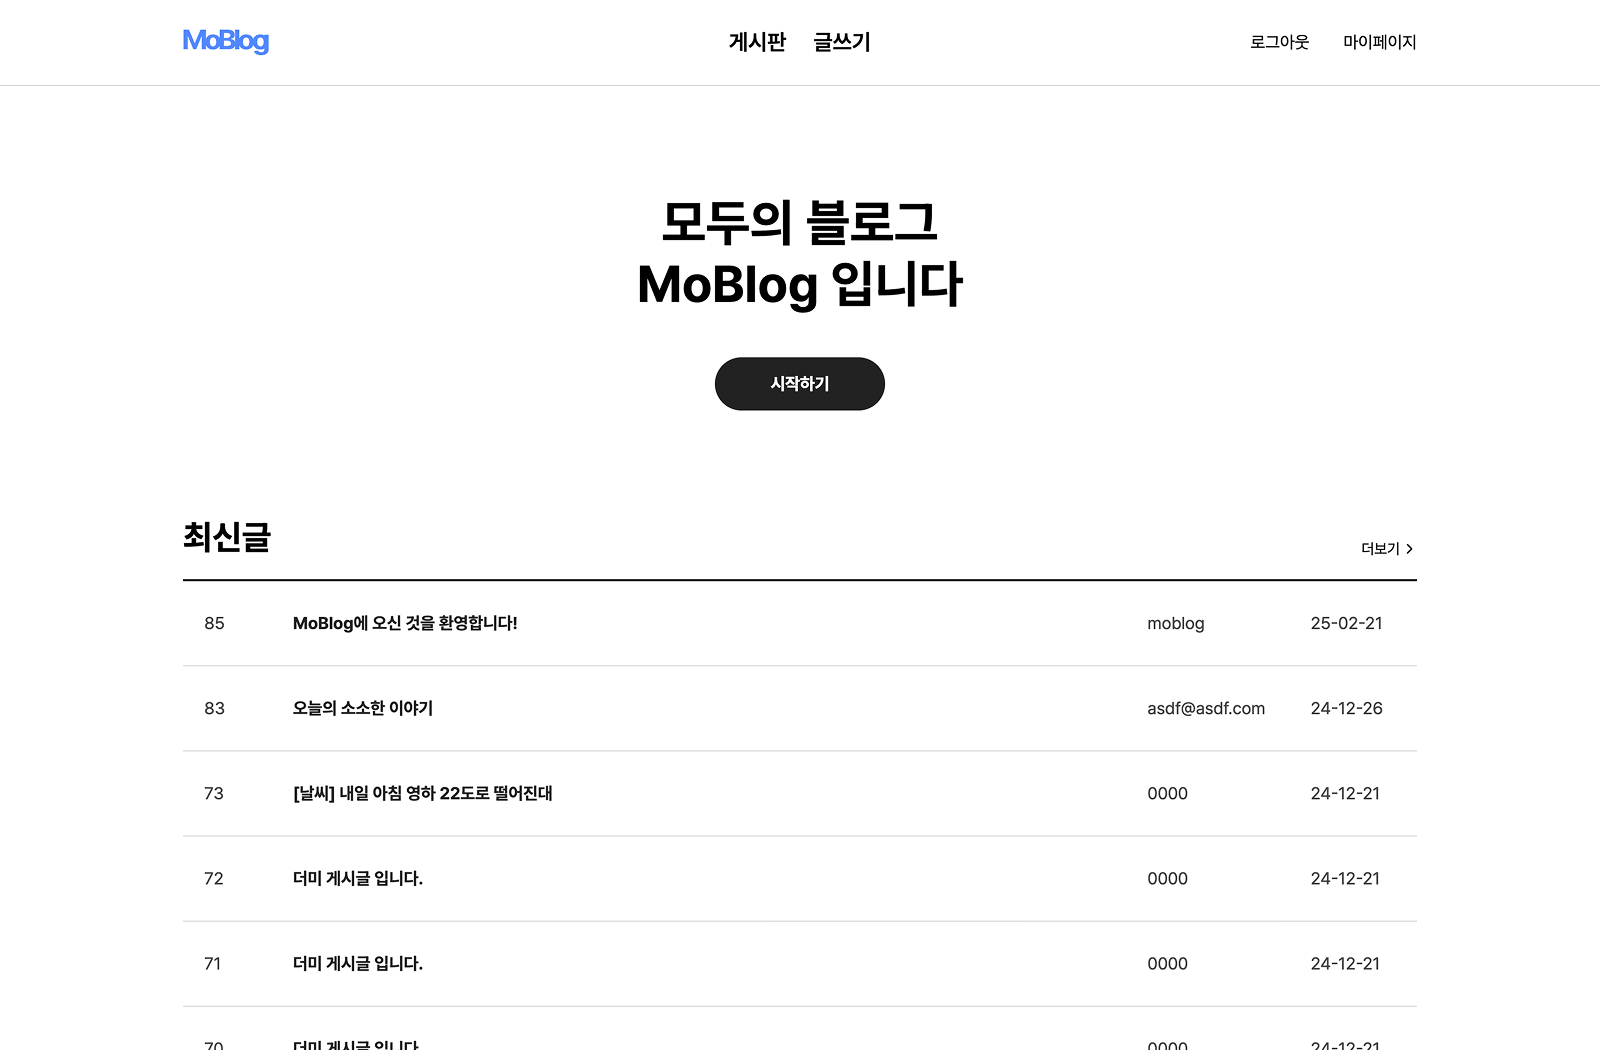 MoBlog 게시판 글쓰기 로그아웃 마이페이지
모두의 블로그
MoBlog 입니다
시작하기
최신글
더보기 >
85 MoBlog에 오신 것을 환영합니다! moblog 25-02-21
83 오늘의 소소한 이야기 asdf@asdf.com 24-12-26
73 [날씨] 내일 아침 영하 22도로 떨어진대 0000 24-12-21
72 더미 게시글 입니다. 0000 24-12-21
71 더미 게시글 입니다. 0000 24-12-21
70 더미 게시글 입니다 0000 24-12-21